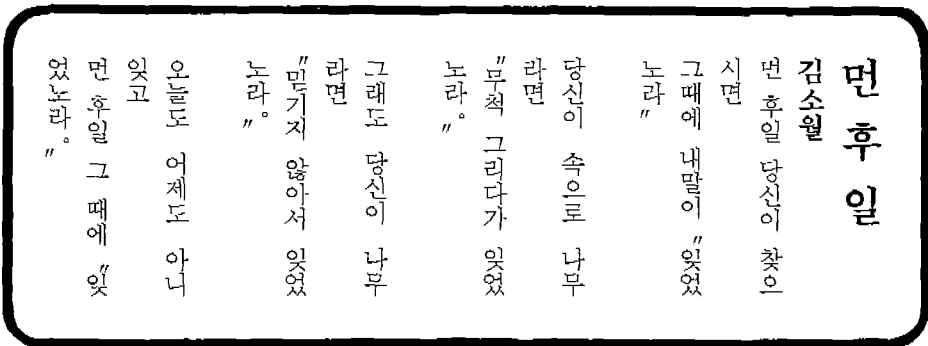 먼 후 일
김소월
먼 후일 당신이 찾으
시면
그때에 내말이 "잊었
노라"
당신이 속으로 나무
라면
"무척 그리다가 잊었
노라。"
그래도 당신이 나무
라면
"믿기지 않아서 잊었
노라。"
오늘도 어제도 아니
잊고
먼 후일 그 때에 "잊
었노라。"